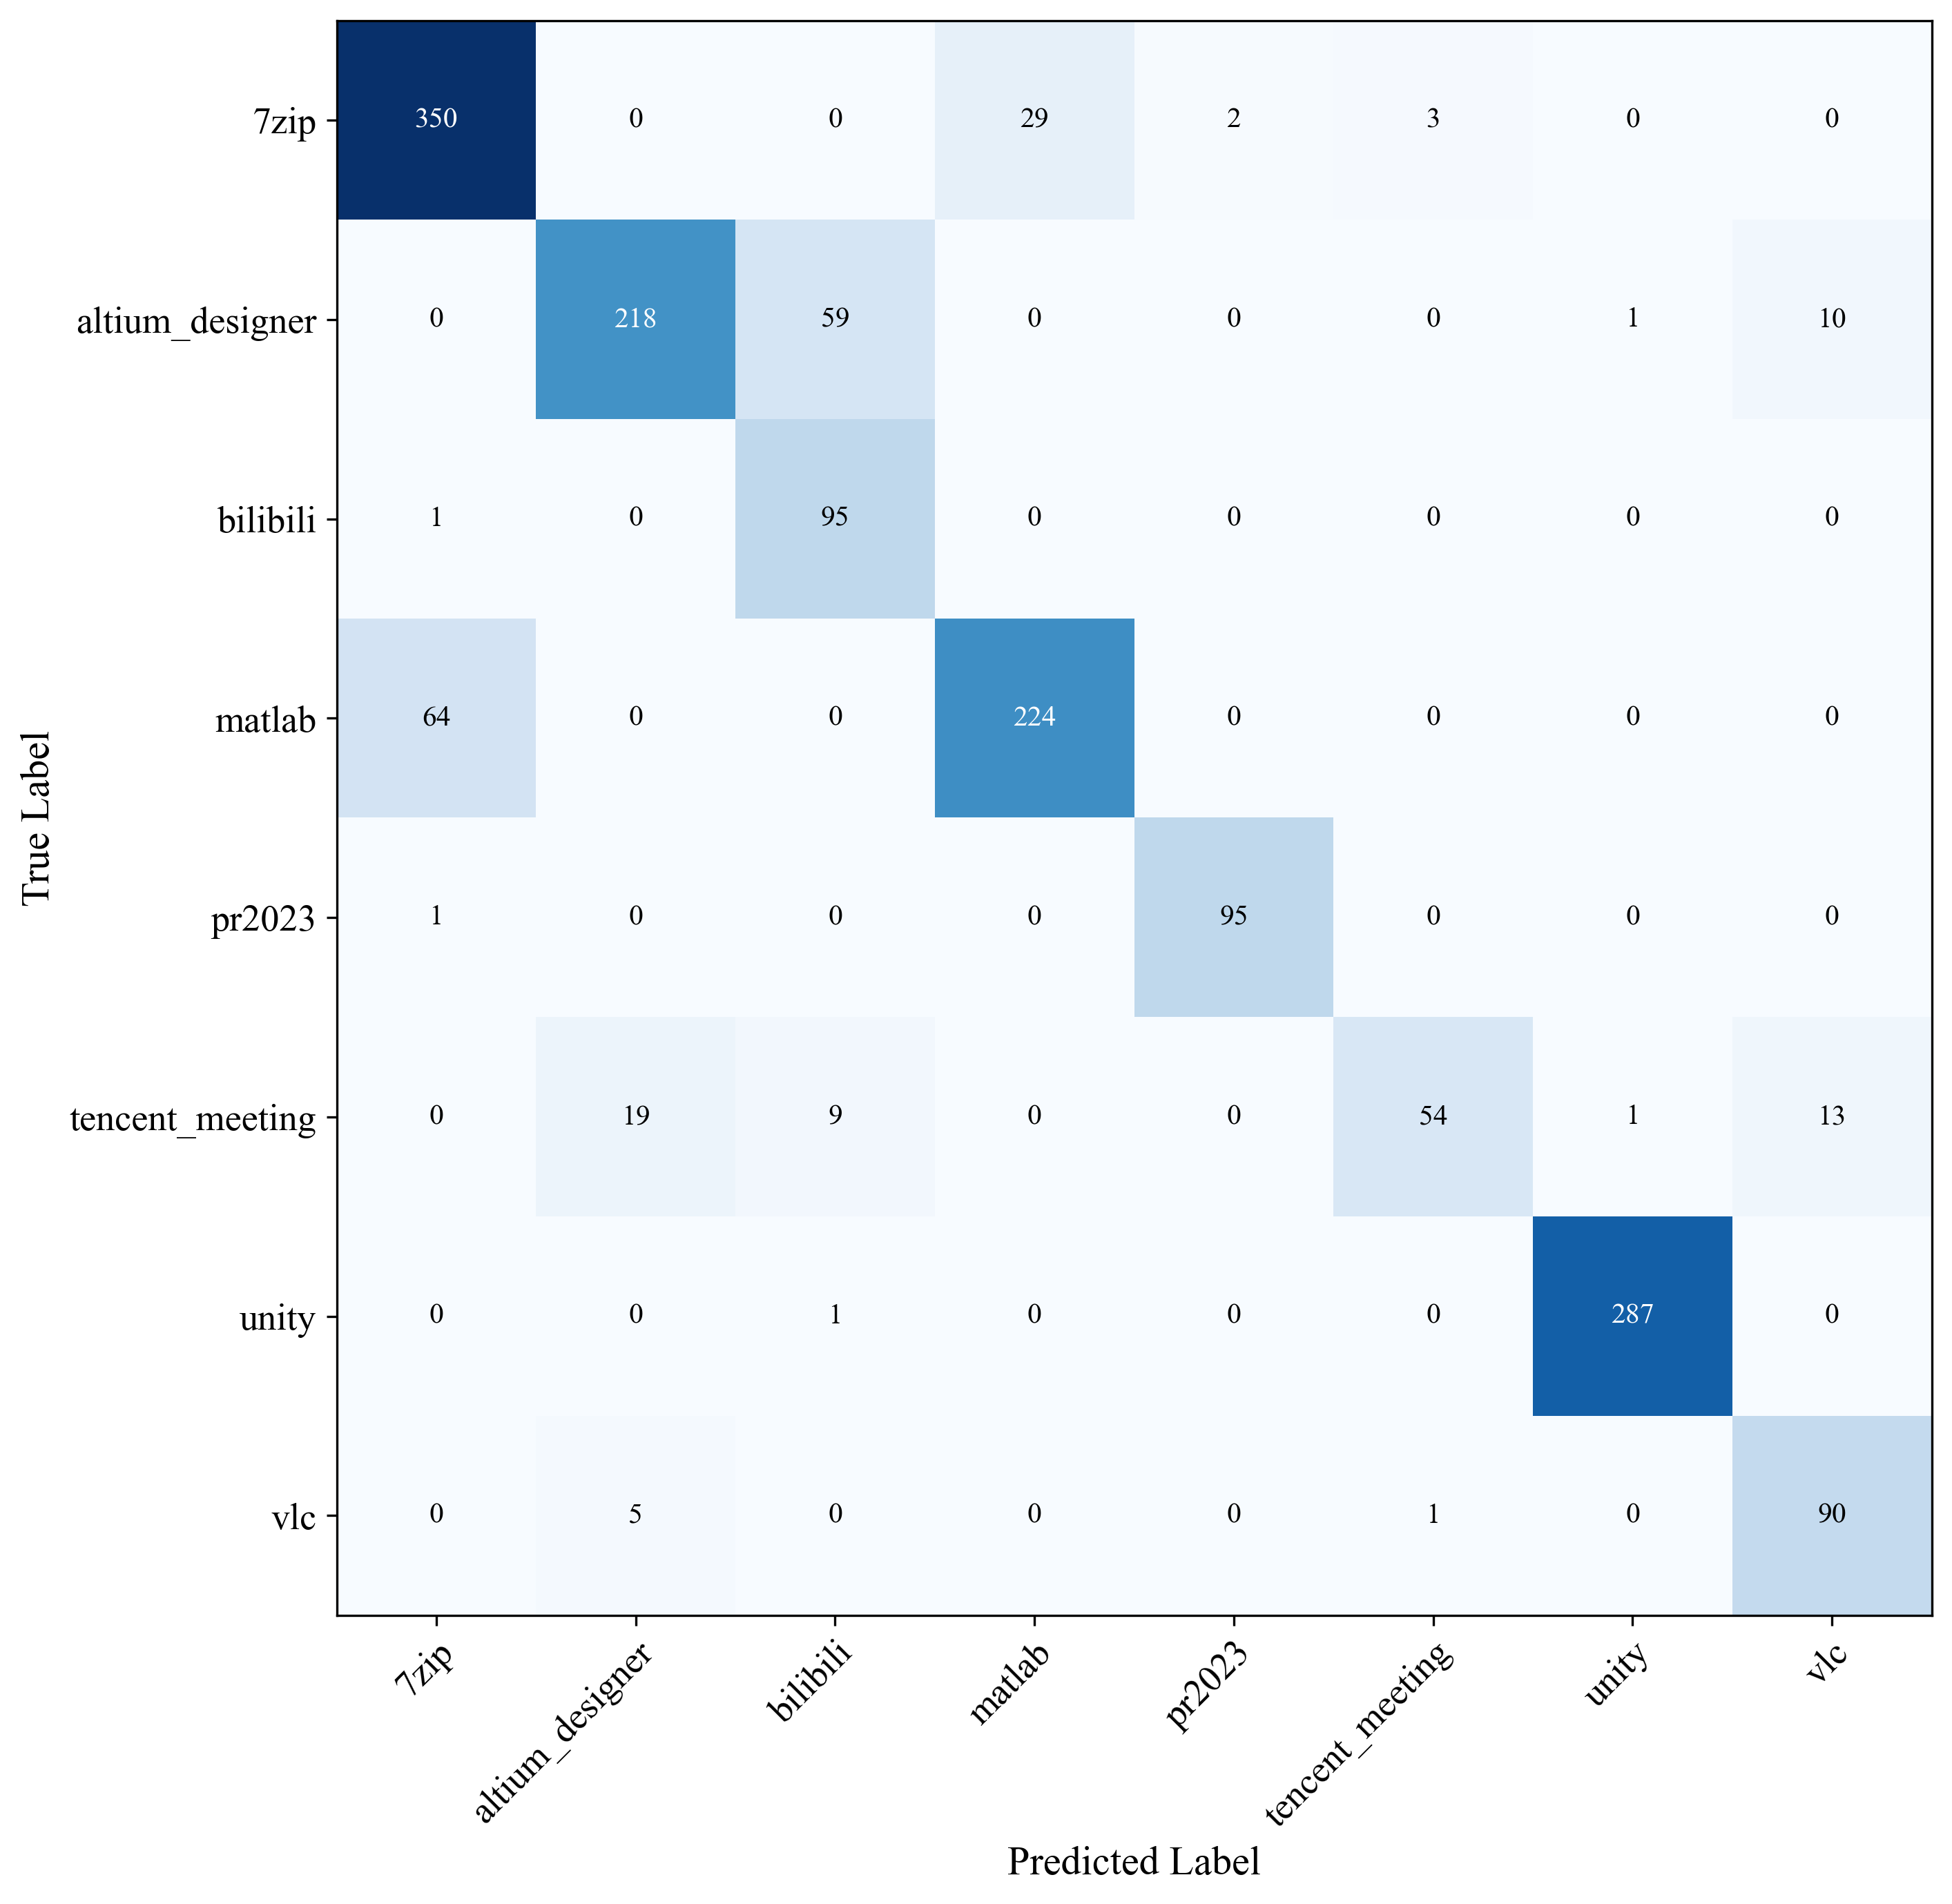 True Label
7zip 350 0 0 29 2 3 0 0
altium_designer 0 218 59 0 0 0 1 10
bilibili 1 0 95 0 0 0 0 0
matlab 64 0 0 224 0 0 0 0
pr2023 1 0 0 0 95 0 0 0
tencent_meeting 0 19 9 0 0 54 1 13
unity 0 0 1 0 0 0 287 0
vlc 0 5 0 0 0 1 0 90
7zip altium_designer bilibili matlab pr2023 tencent_meeting unity vlc
Predicted Label